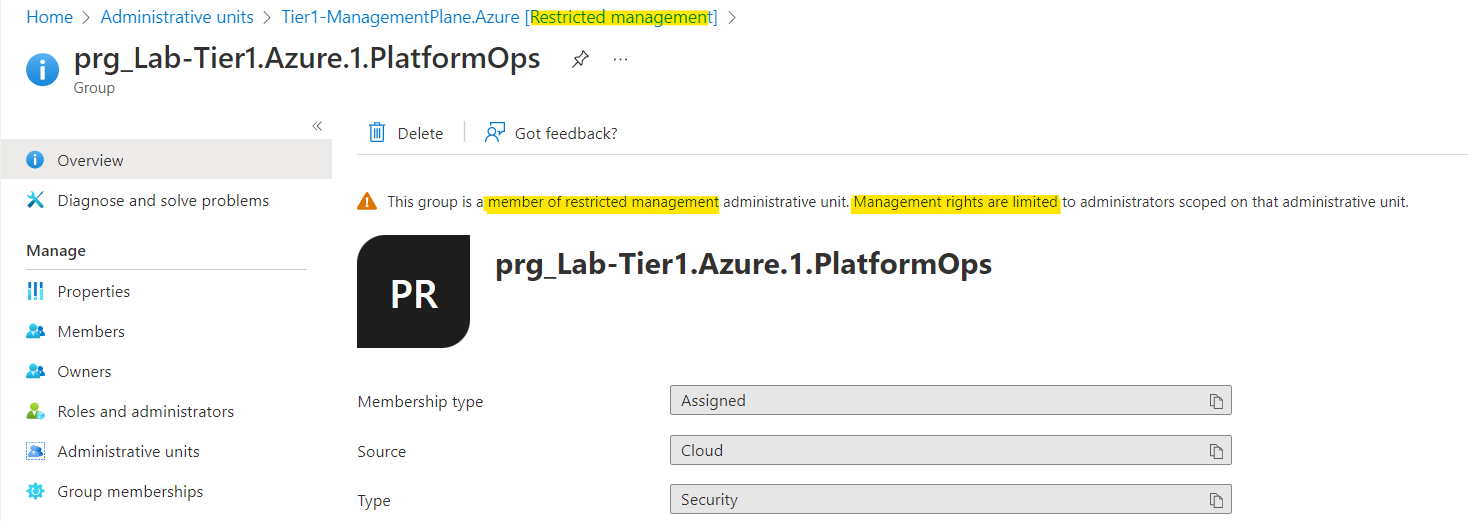 Home > Administrative units > Tier1-ManagementPlane.Azure [Restricted management] >
prg_Lab-Tier1.Azure.1.PlatformOps
Group
Overview
Diagnose and solve problems
Manage
Properties
Members
Owners
Roles and administrators
Administrative units
Group memberships
Delete
Got feedback?
This group is a member of restricted management administrative unit. Management rights are limited to administrators scoped on that administrative unit.
PR
prg_Lab-Tier1.Azure.1.PlatformOps
Membership type
Assigned
Source
Cloud
Type
Security